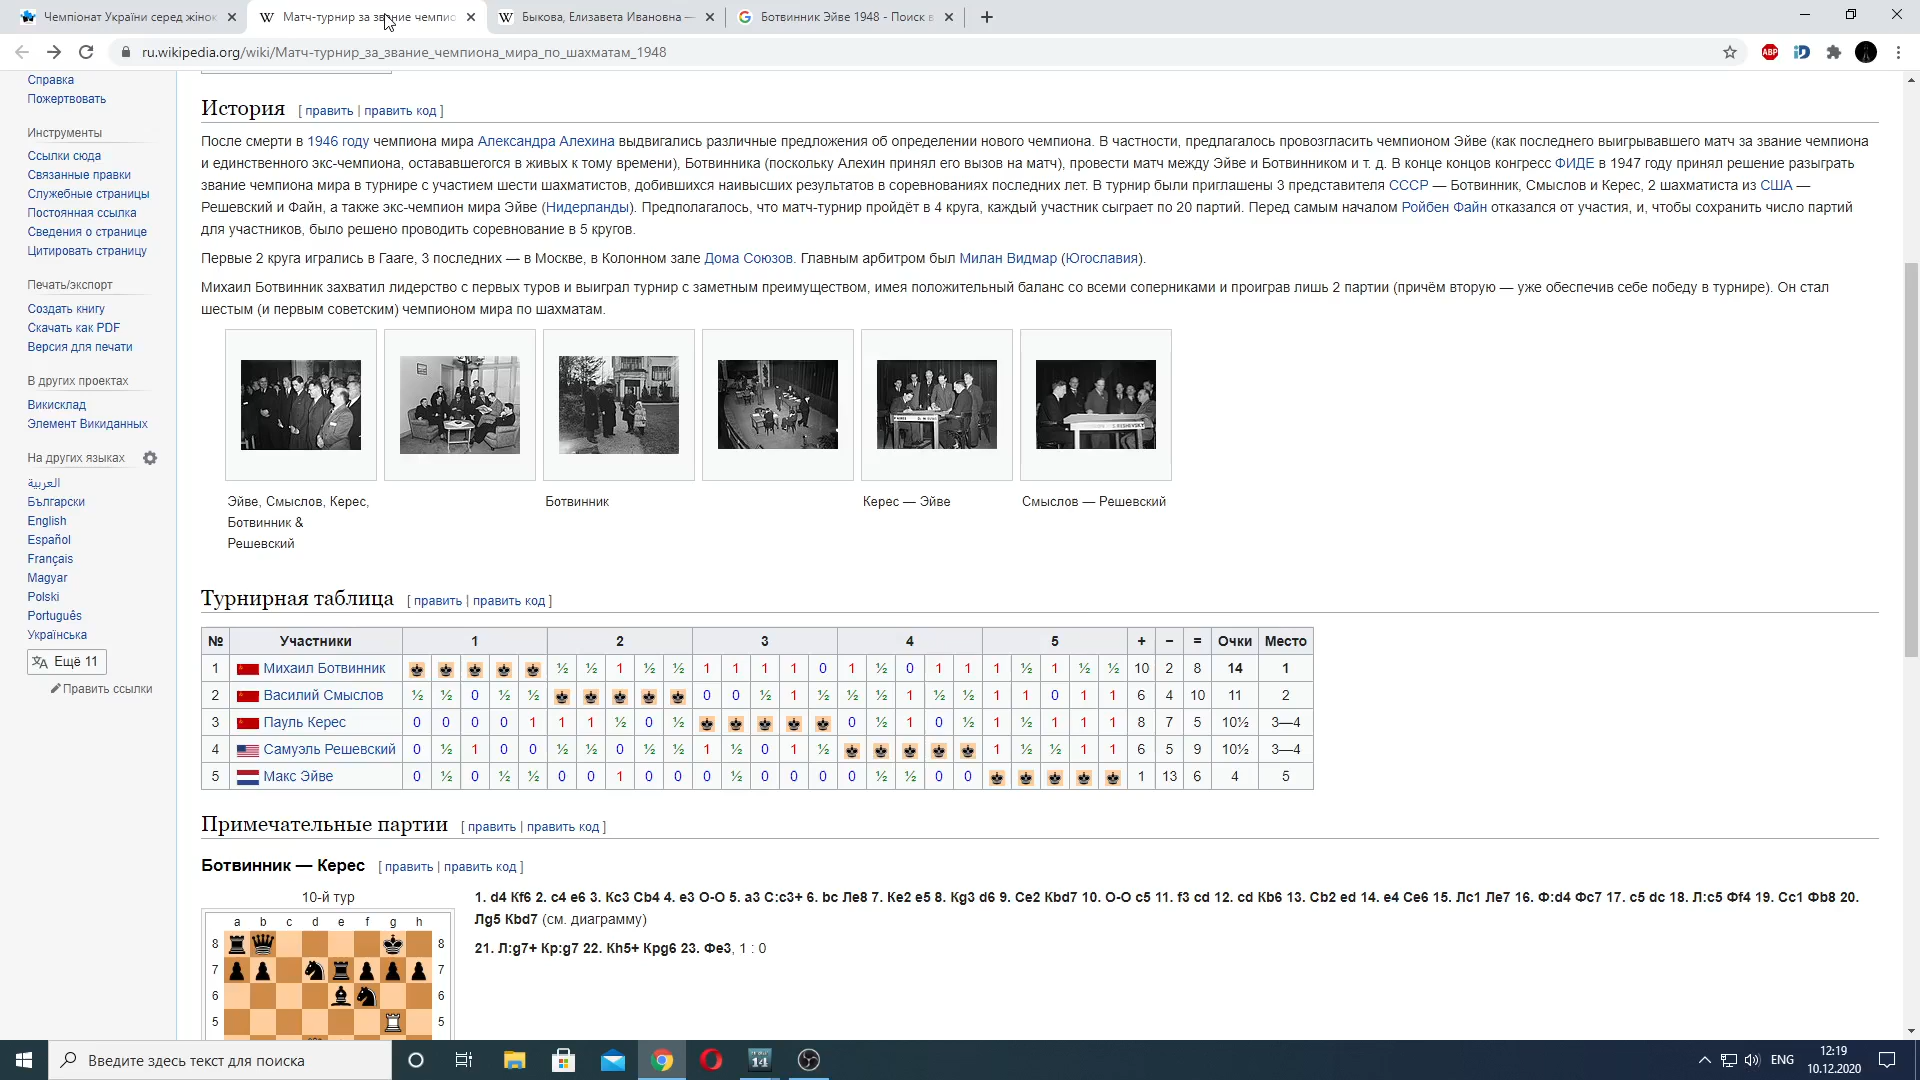 Чемпіонат України серед жінок
Матч-турнир за звание чемпио
Быкова, Елизавета Ивановна —
Ботвинник Эйве 1948 - Поиск в
ru.wikipedia.org/wiki/Матч-турнир_за_звание_чемпиона_мира_по_шахматам_1948
ABP
Справка
Пожертвовать
Инструменты
Ссылки сюда
Связанные правки
Служебные страницы
Постоянная ссылка
Сведения о странице
Цитировать страницу
Печать/экспорт
Создать книгу
Скачать как PDF
Версия для печати
В других проектах
Викисклад
Элемент Викиданных
На других языках
العربية
Български
English
Español
Français
Magyar
Polski
Português
Українська
Ещё 11
Править ссылки
История [ править | править код ]
После смерти в 1946 году чемпиона мира Александра Алехина выдвигались различные предложения об определении нового чемпиона. В частности, предлагалось провозгласить чемпионом Эйве (как последнего выигрывавшего матч за звание чемпиона
и единственного экс-чемпиона, остававшегося в живых к тому времени), Ботвинника (поскольку Алехин принял его вызов на матч), провести матч между Эйве и Ботвинником и т. д. В конце концов конгресс ФИДЕ в 1947 году принял решение разыграть
звание чемпиона мира в турнире с участием шести шахматистов, добившихся наивысших результатов в соревнованиях последних лет. В турнир были приглашены 3 представителя СССР — Ботвинник, Смыслов и Керес, 2 шахматиста из США —
Решевский и Файн, а также экс-чемпион мира Эйве (Нидерланды). Предполагалось, что матч-турнир пройдёт в 4 круга, каждый участник сыграет по 20 партий. Перед самым началом Ройбен Файн отказался от участия, и, чтобы сохранить число партий
для участников, было решено проводить соревнование в 5 кругов.
Первые 2 круга игрались в Гааге, 3 последних — в Москве, в Колонном зале Дома Союзов. Главным арбитром был Милан Видмар (Югославия).
Михаил Ботвинник захватил лидерство с первых туров и выиграл турнир с заметным преимуществом, имея положительный баланс со всеми соперниками и проиграв лишь 2 партии (причём вторую — уже обеспечив себе победу в турнире). Он стал
шестым (и первым советским) чемпионом мира по шахматам.
Эйве, Смыслов, Керес,
Ботвинник &
Решевский
Ботвинник
Керес — Эйве
Смыслов — Решевский
Турнирная таблица [ править | править код ]
№ Участники 1 2 3 4 5 + − = Очки Место
1 Михаил Ботвинник ½ ½ 1 ½ ½ 1 1 1 1 0 1 ½ 0 1 1 1 ½ 1 ½ ½ 10 2 8 14 1
2 Василий Смыслов ½ ½ 0 ½ ½ 0 0 ½ 1 ½ ½ ½ 1 ½ ½ 1 1 0 1 1 6 4 10 11 2
3 Пауль Керес 0 0 0 0 1 1 1 ½ 0 ½ 0 ½ 1 0 ½ 1 ½ 1 1 1 8 7 5 10½ 3—4
4 Самуэль Решевский 0 ½ 1 0 0 ½ ½ 0 ½ ½ 1 ½ 0 1 ½ 1 ½ ½ 1 1 6 5 9 10½ 3—4
5 Макс Эйве 0 ½ 0 ½ ½ 0 0 1 0 0 0 ½ 0 0 0 0 ½ ½ 0 0 1 13 6 4 5
Примечательные партии [ править | править код ]
Ботвинник — Керес [ править | править код ]
10-й тур
a b c d e f g h
8 8
7 7
6 6
5 5
1. d4 Kf6 2. c4 e6 3. Kc3 Cb4 4. e3 O-O 5. a3 C:c3+ 6. bc Ле8 7. Ke2 e5 8. Kg3 d6 9. Ce2 Kbd7 10. O-O c5 11. f3 cd 12. cd Kb6 13. Cb2 ed 14. e4 Ce6 15. Лc1 Лe7 16. Ф:d4 Фc7 17. c5 dc 18. Л:c5 Фf4 19. Cc1 Фb8 20.
Лg5 Kbd7 (см. диаграмму)
21. Л:g7+ Kp:g7 22. Kh5+ Kpg6 23. Фe3, 1 : 0
Введите здесь текст для поиска
14
ENG
12:19
10.12.2020